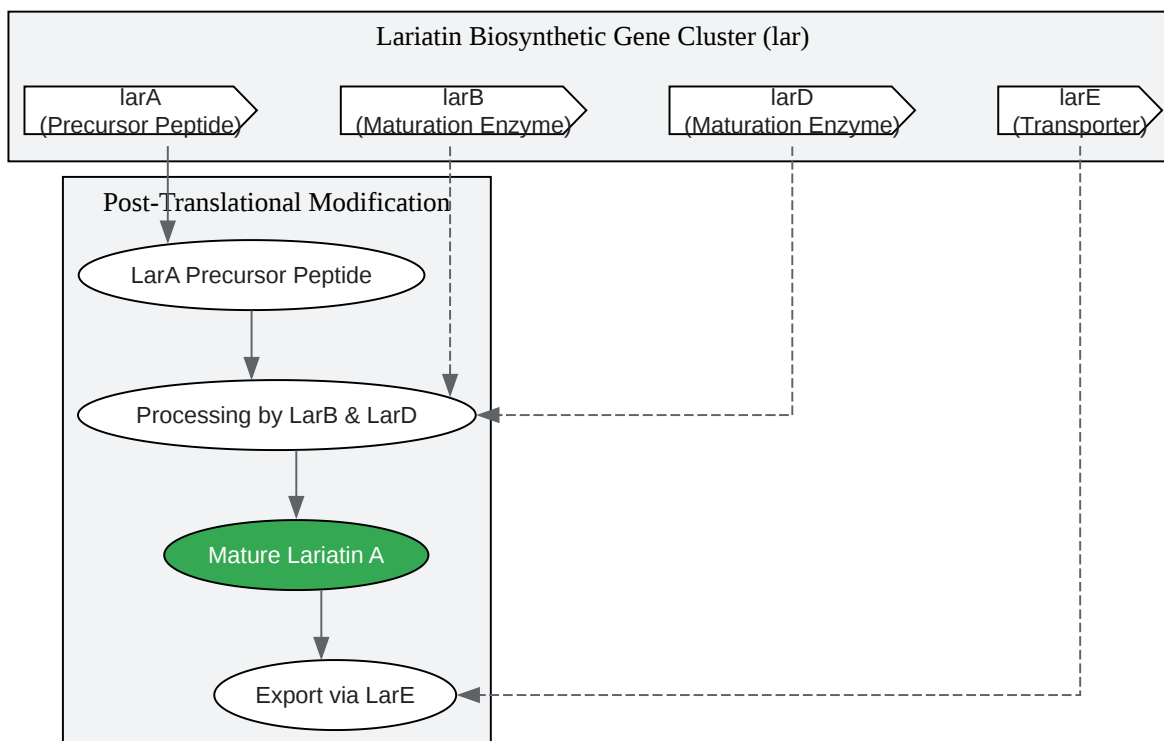 Lariatin Biosynthetic Gene Cluster (lar)
larA
(Precursor Peptide)
larB
(Maturation Enzyme)
larD
(Maturation Enzyme)
larE
(Transporter)
Post-Translational Modification
LarA Precursor Peptide
Processing by LarB & LarD
Mature Lariatin A
Export via LarE